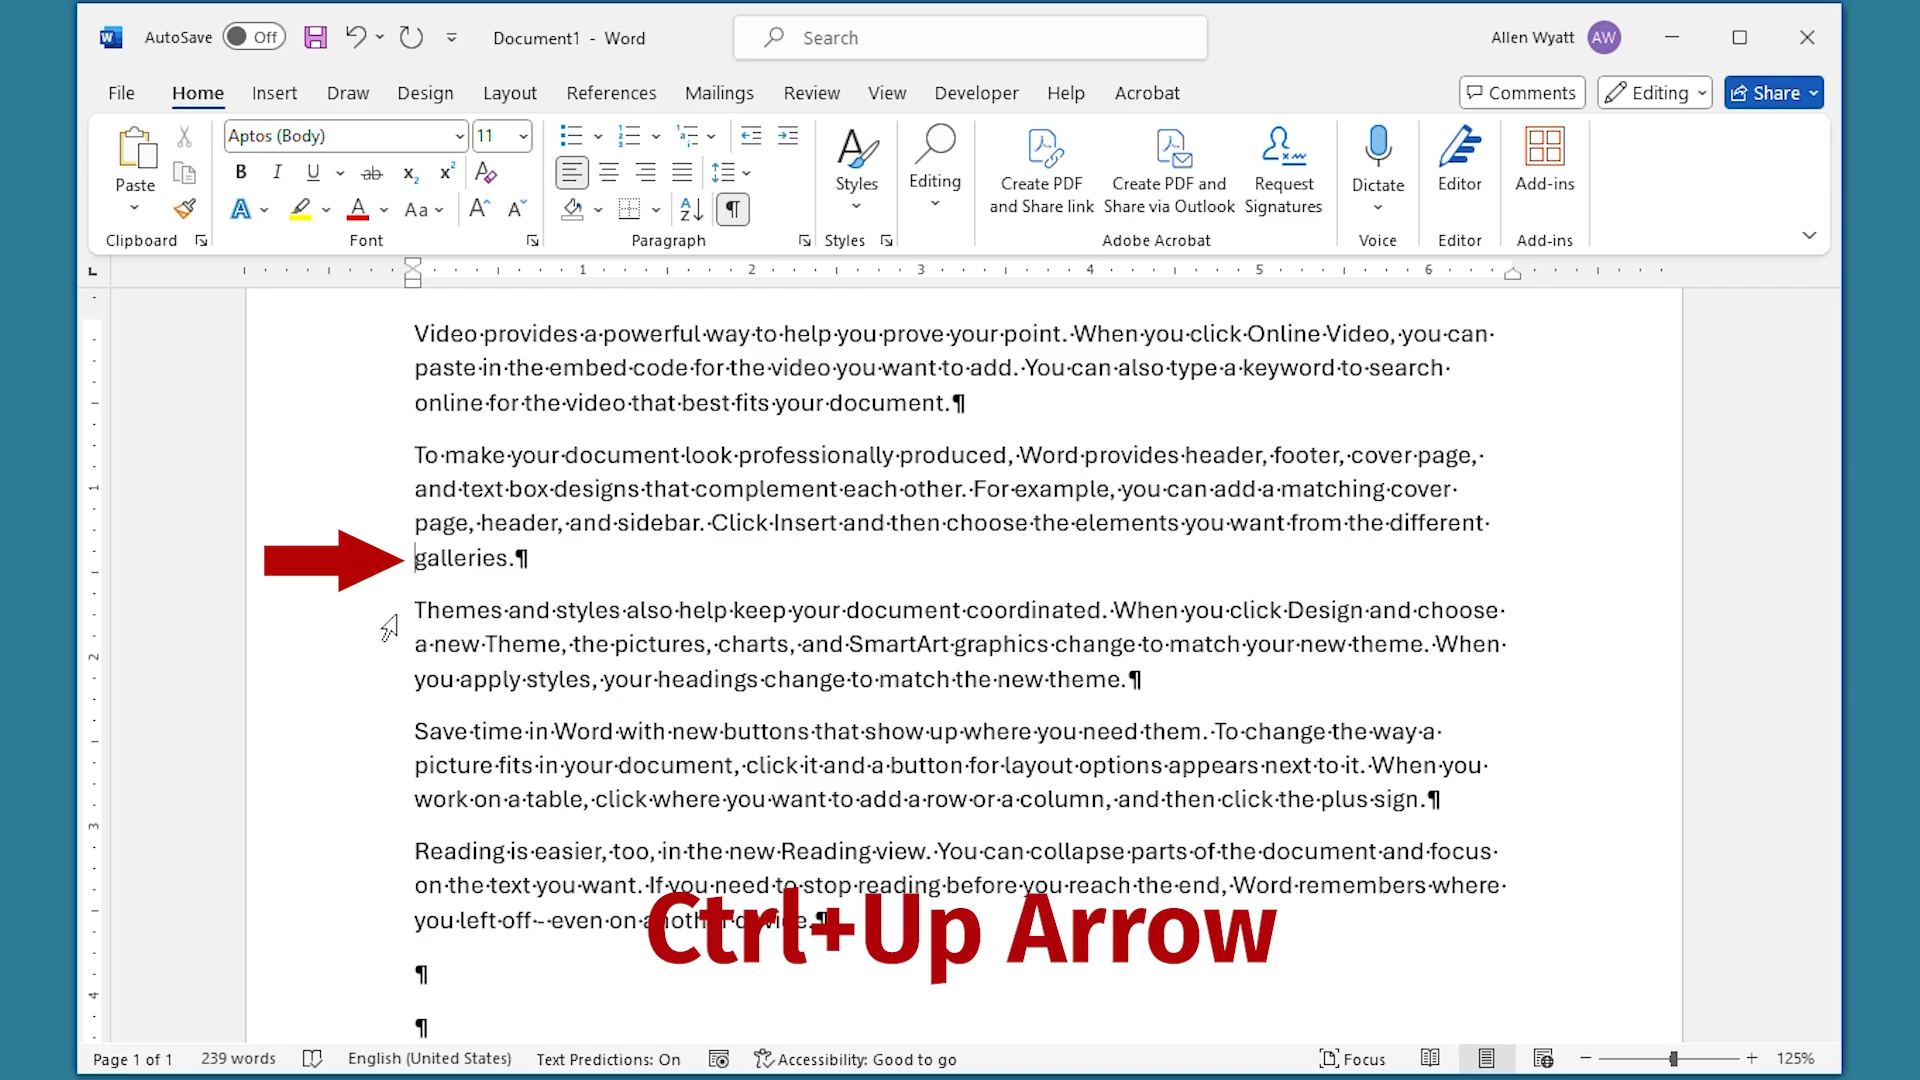 AutoSave Off Document1 - Word Search Allen Wyatt AW
File Home Insert Draw Design Layout References Mailings Review View Developer Help Acrobat Comments Editing Share
Aptos (Body) 11
Paste Styles Editing Create PDF and Share link Create PDF and Share via Outlook Request Signatures Dictate Editor Add-ins
Clipboard Font Paragraph Styles Adobe Acrobat Voice Editor Add-ins
1 2 3 4 5 6
Video·provides·a·powerful·way·to·help·you·prove·your·point.·When·you·click·Online·Video,·you·can·
paste·in·the·embed·code·for·the·video·you·want·to·add.·You·can·also·type·a·keyword·to·search·
online·for·the·video·that·best·fits·your·document.¶
To·make·your·document·look·professionally·produced,·Word·provides·header,·footer,·cover·page,·
and·text·box·designs·that·complement·each·other.·For·example,·you·can·add·a·matching·cover·
page,·header,·and·sidebar.·Click·Insert·and·then·choose·the·elements·you·want·from·the·different·
galleries.¶
Themes·and·styles·also·help·keep·your·document·coordinated.·When·you·click·Design·and·choose·
a·new·Theme,·the·pictures,·charts,·and·SmartArt·graphics·change·to·match·your·new·theme.·When·
you·apply·styles,·your·headings·change·to·match·the·new·theme.¶
Save·time·in·Word·with·new·buttons·that·show·up·where·you·need·them.·To·change·the·way·a·
picture·fits·in·your·document,·click·it·and·a·button·for·layout·options·appears·next·to·it.·When·you·
work·on·a·table,·click·where·you·want·to·add·a·row·or·a·column,·and·then·click·the·plus·sign.¶
Reading·is·easier,·too,·in·the·new·Reading·view.·You·can·collapse·parts·of·the·document·and·focus·
on·the·text·you·want.·If·you·need·to·stop·reading·before·you·reach·the·end,·Word·remembers·where·
you·left·off·-·even·on·another·device.¶
Ctrl+Up Arrow
¶
¶
Page 1 of 1 239 words English (United States) Text Predictions: On Accessibility: Good to go Focus 125%